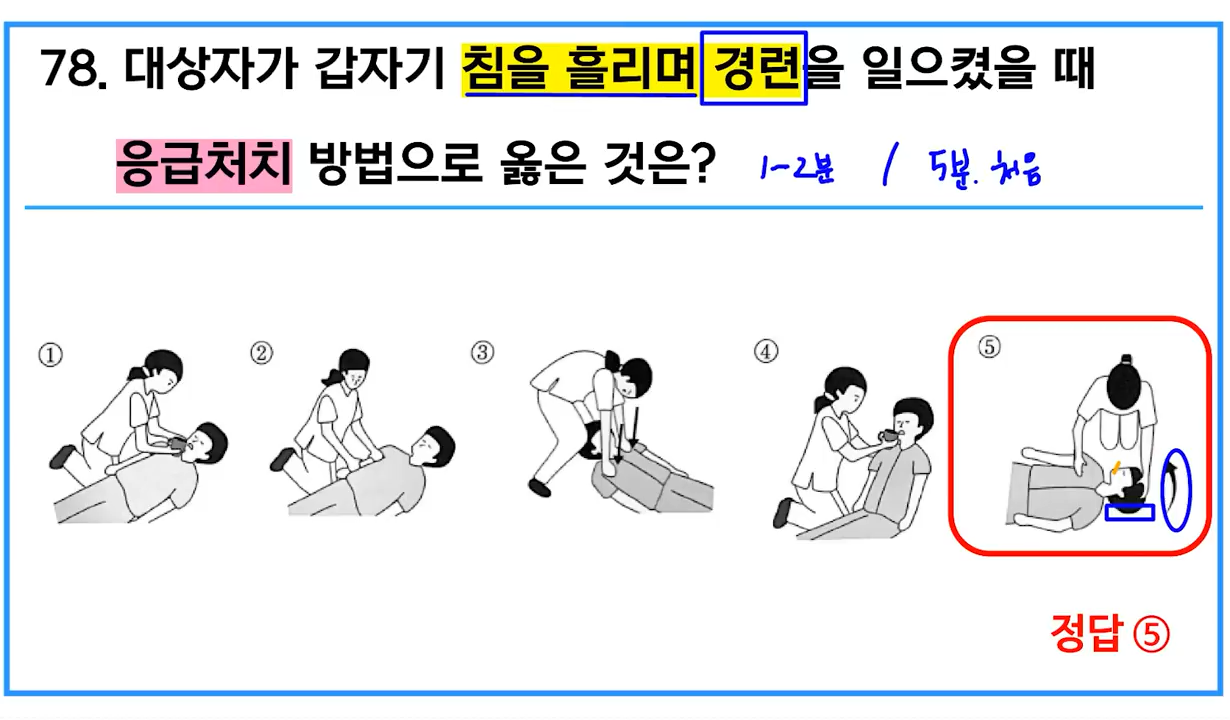 78. 대상자가 갑자기 침을 흘리며 경련을 일으켰을 때
응급처치 방법으로 옳은 것은? 1-2분 / 5분. 처음
① ② ③ ④ ⑤
정답 ⑤